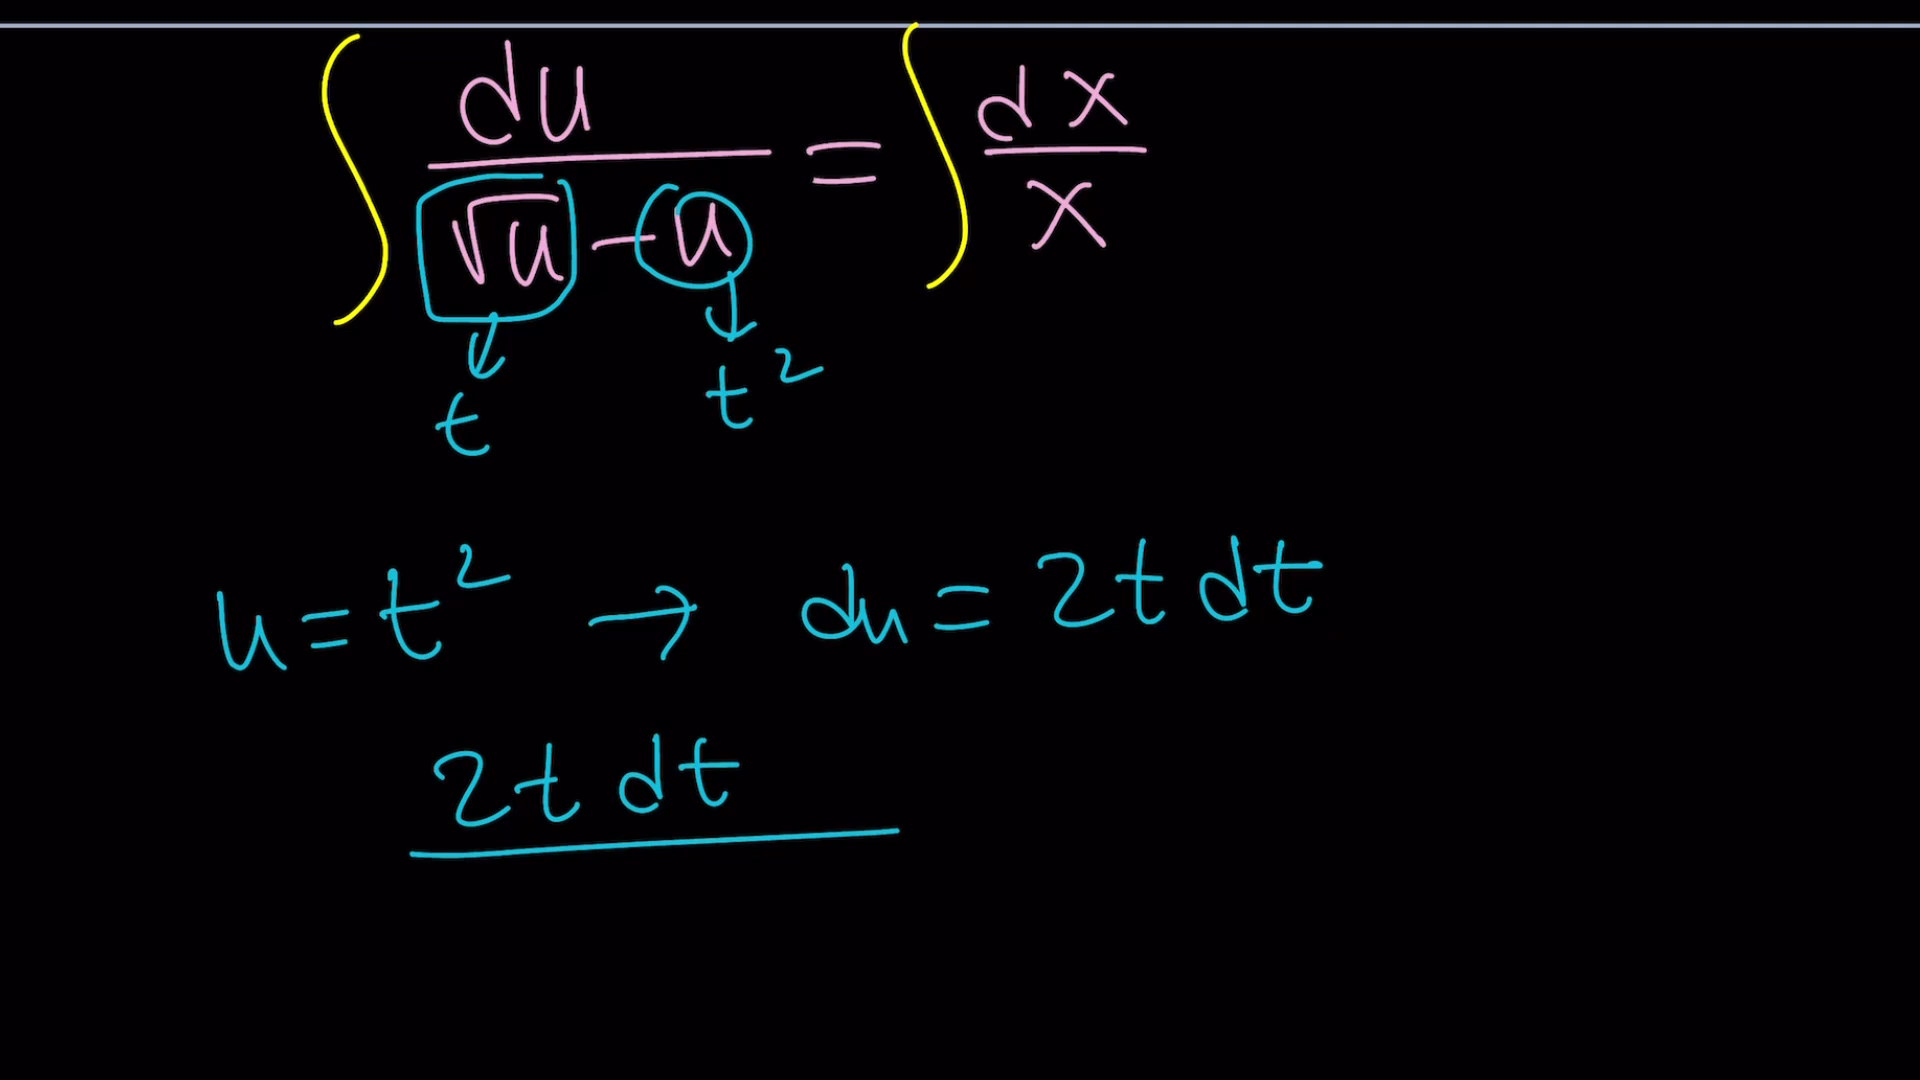 ∫ du/(√u − u) = ∫ dx/x
t t²
u = t² → du = 2t dt
2t dt